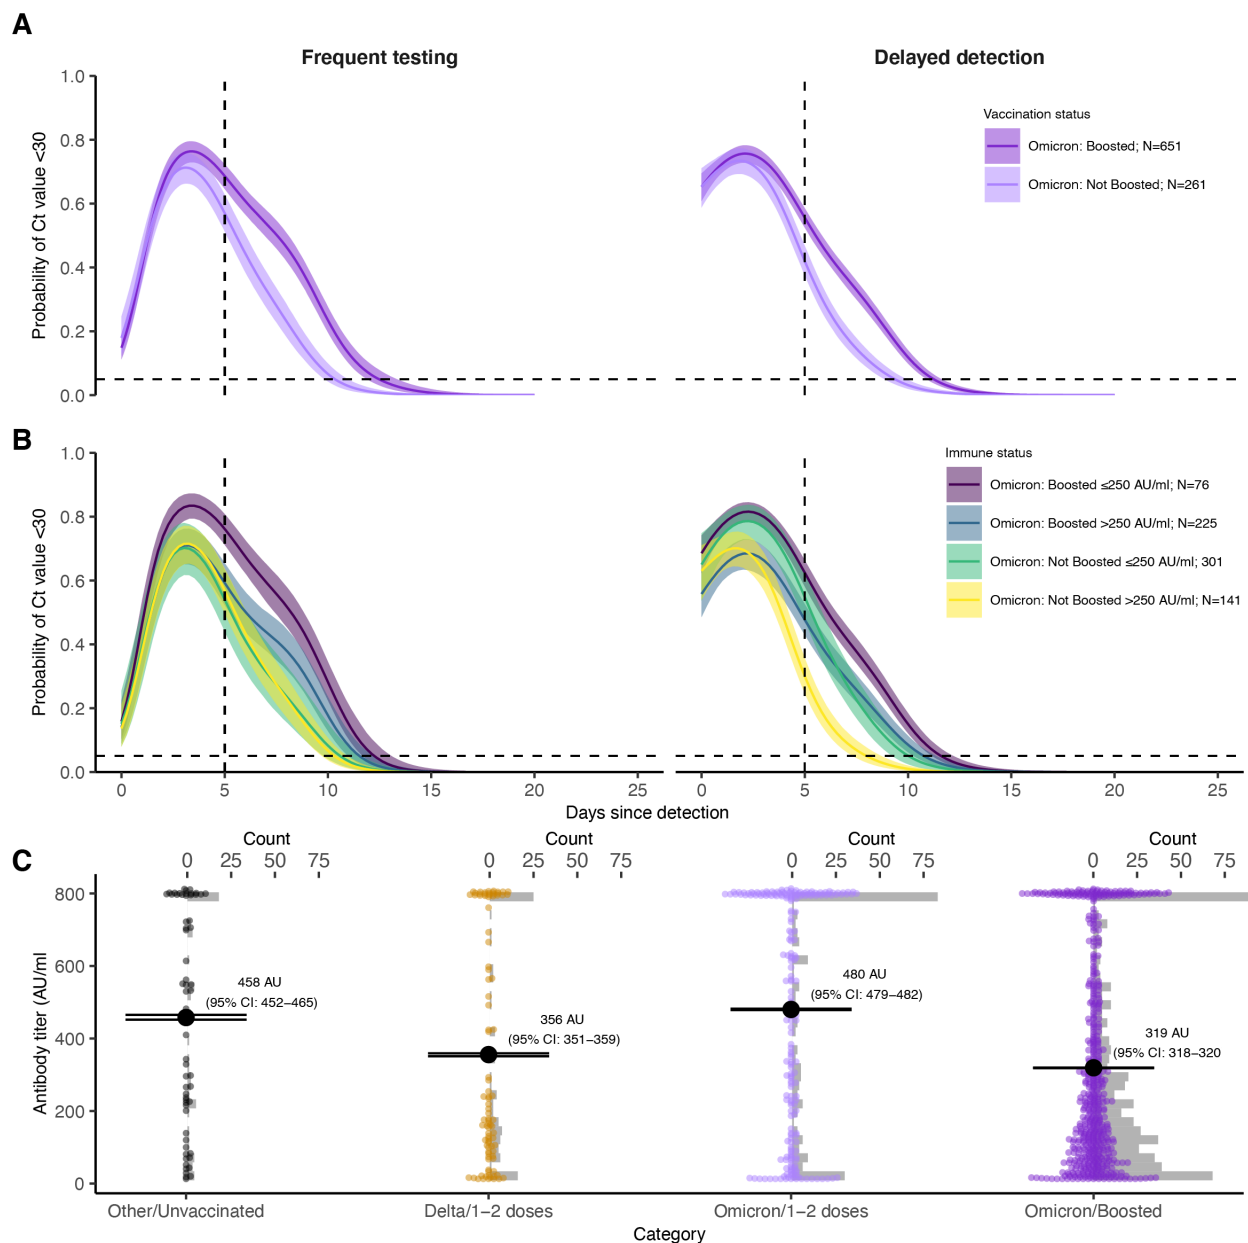 A
Frequent testing
Delayed detection
Probability of Ct value <30
1.0
0.8
0.6
0.4
0.2
0.0
Vaccination status
Omicron: Boosted; N=651
Omicron: Not Boosted; N=261
B
Probability of Ct value <30
1.0
0.8
0.6
0.4
0.2
0.0
Immune status
Omicron: Boosted ≤250 AU/ml; N=76
Omicron: Boosted >250 AU/ml; N=225
Omicron: Not Boosted ≤250 AU/ml; 301
Omicron: Not Boosted >250 AU/ml; N=141
0 5 10 15 20 25
0 5 10 15 20 25
Days since detection
C
Count
Count
Count
Count
0 25 50 75
0 25 50 75
0 25 50 75
0 25 50 75
Antibody titer (AU/ml
800
600
400
200
0
458 AU
(95% CI: 452–465)
356 AU
(95% CI: 351–359)
480 AU
(95% CI: 479–482)
319 AU
(95% CI: 318–320
Other/Unvaccinated
Delta/1–2 doses
Omicron/1–2 doses
Omicron/Boosted
Category